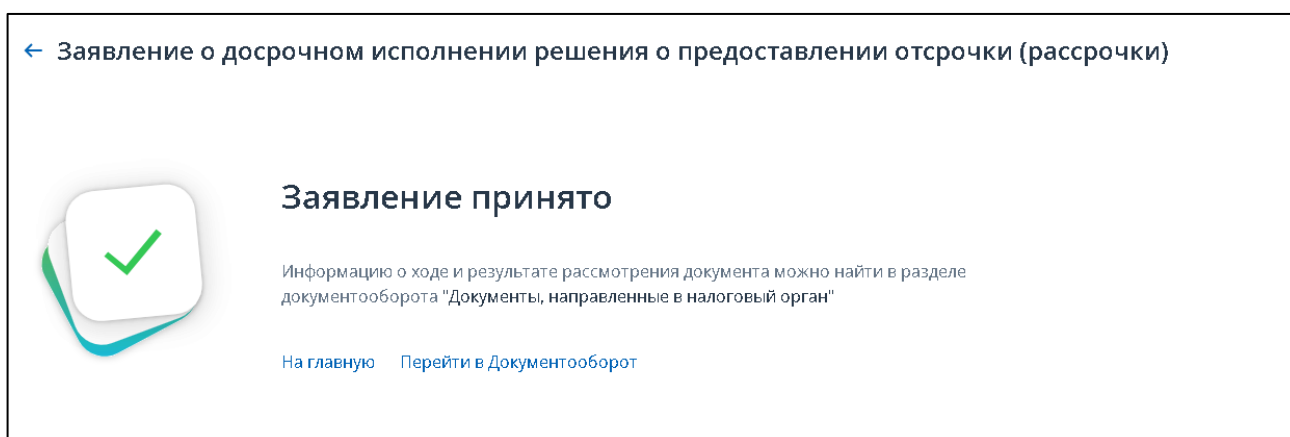 ← Заявление о досрочном исполнении решения о предоставлении отсрочки (рассрочки)
Заявление принято
Информацию о ходе и результате рассмотрения документа можно найти в разделе
документооборота "Документы, направленные в налоговый орган"
На главную Перейти в Документооборот